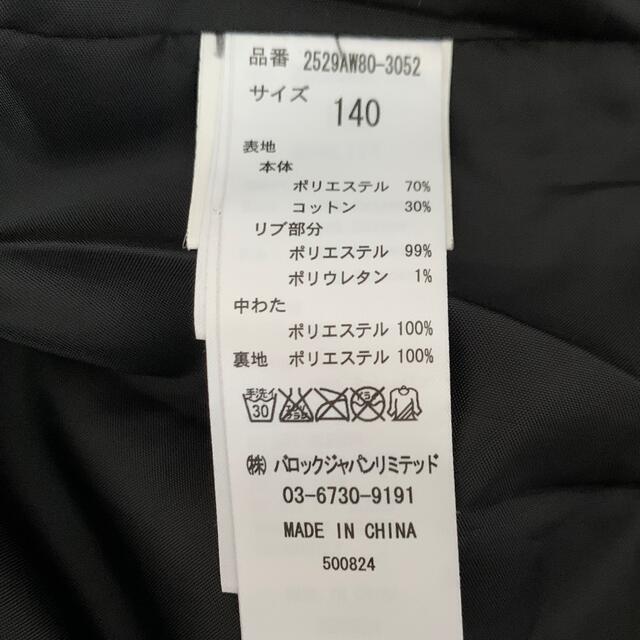 品番 2529AW80-3052
サイズ 140
表地
本体
ポリエステル 70%
コットン 30%
リブ部分
ポリエステル 99%
ポリウレタン 1%
中わた
ポリエステル 100%
裏地 ポリエステル 100%
手洗イ
30
㈱ バロックジャパンリミテッド
03-6730-9191
MADE IN CHINA
500824